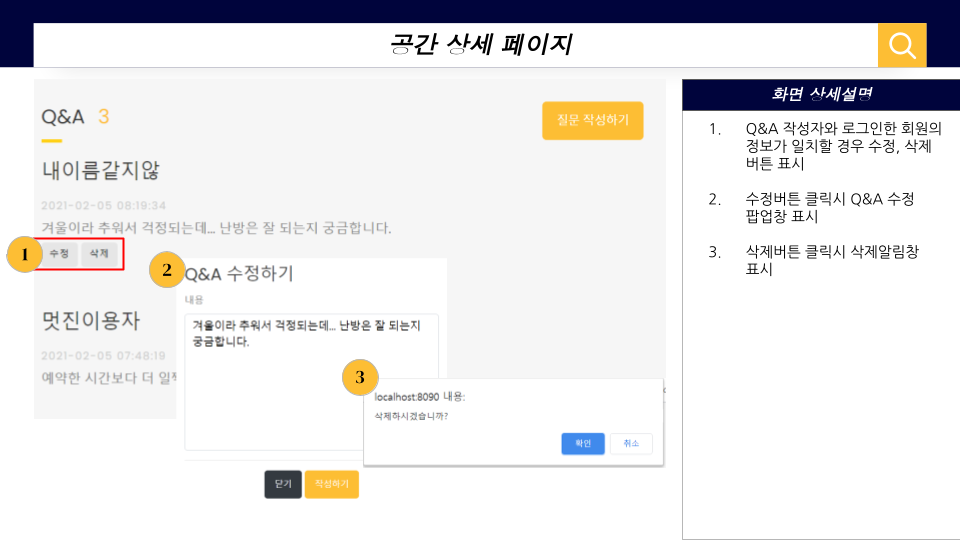 공간 상세 페이지
Q&A 3
질문 작성하기
내이름같지않
2021-02-05 08:19:34
겨울이라 추워서 걱정되는데... 난방은 잘 되는지 궁금합니다.
1
수정 삭제
멋진이용자
2021-02-05 07:48:19
예약한 시간보다 더
2
Q&A 수정하기
내용
겨울이라 추워서 걱정되는데... 난방은 잘 되는지
궁금합니다.
닫기 작성하기
3
localhost:8090 내용:
삭제하시겠습니까?
확인 취소
화면 상세설명
1. Q&A 작성자와 로그인한 회원의
정보가 일치할 경우 수정, 삭제
버튼 표시
2. 수정버튼 클릭시 Q&A 수정
팝업창 표시
3. 삭제버튼 클릭시 삭제알림창
표시